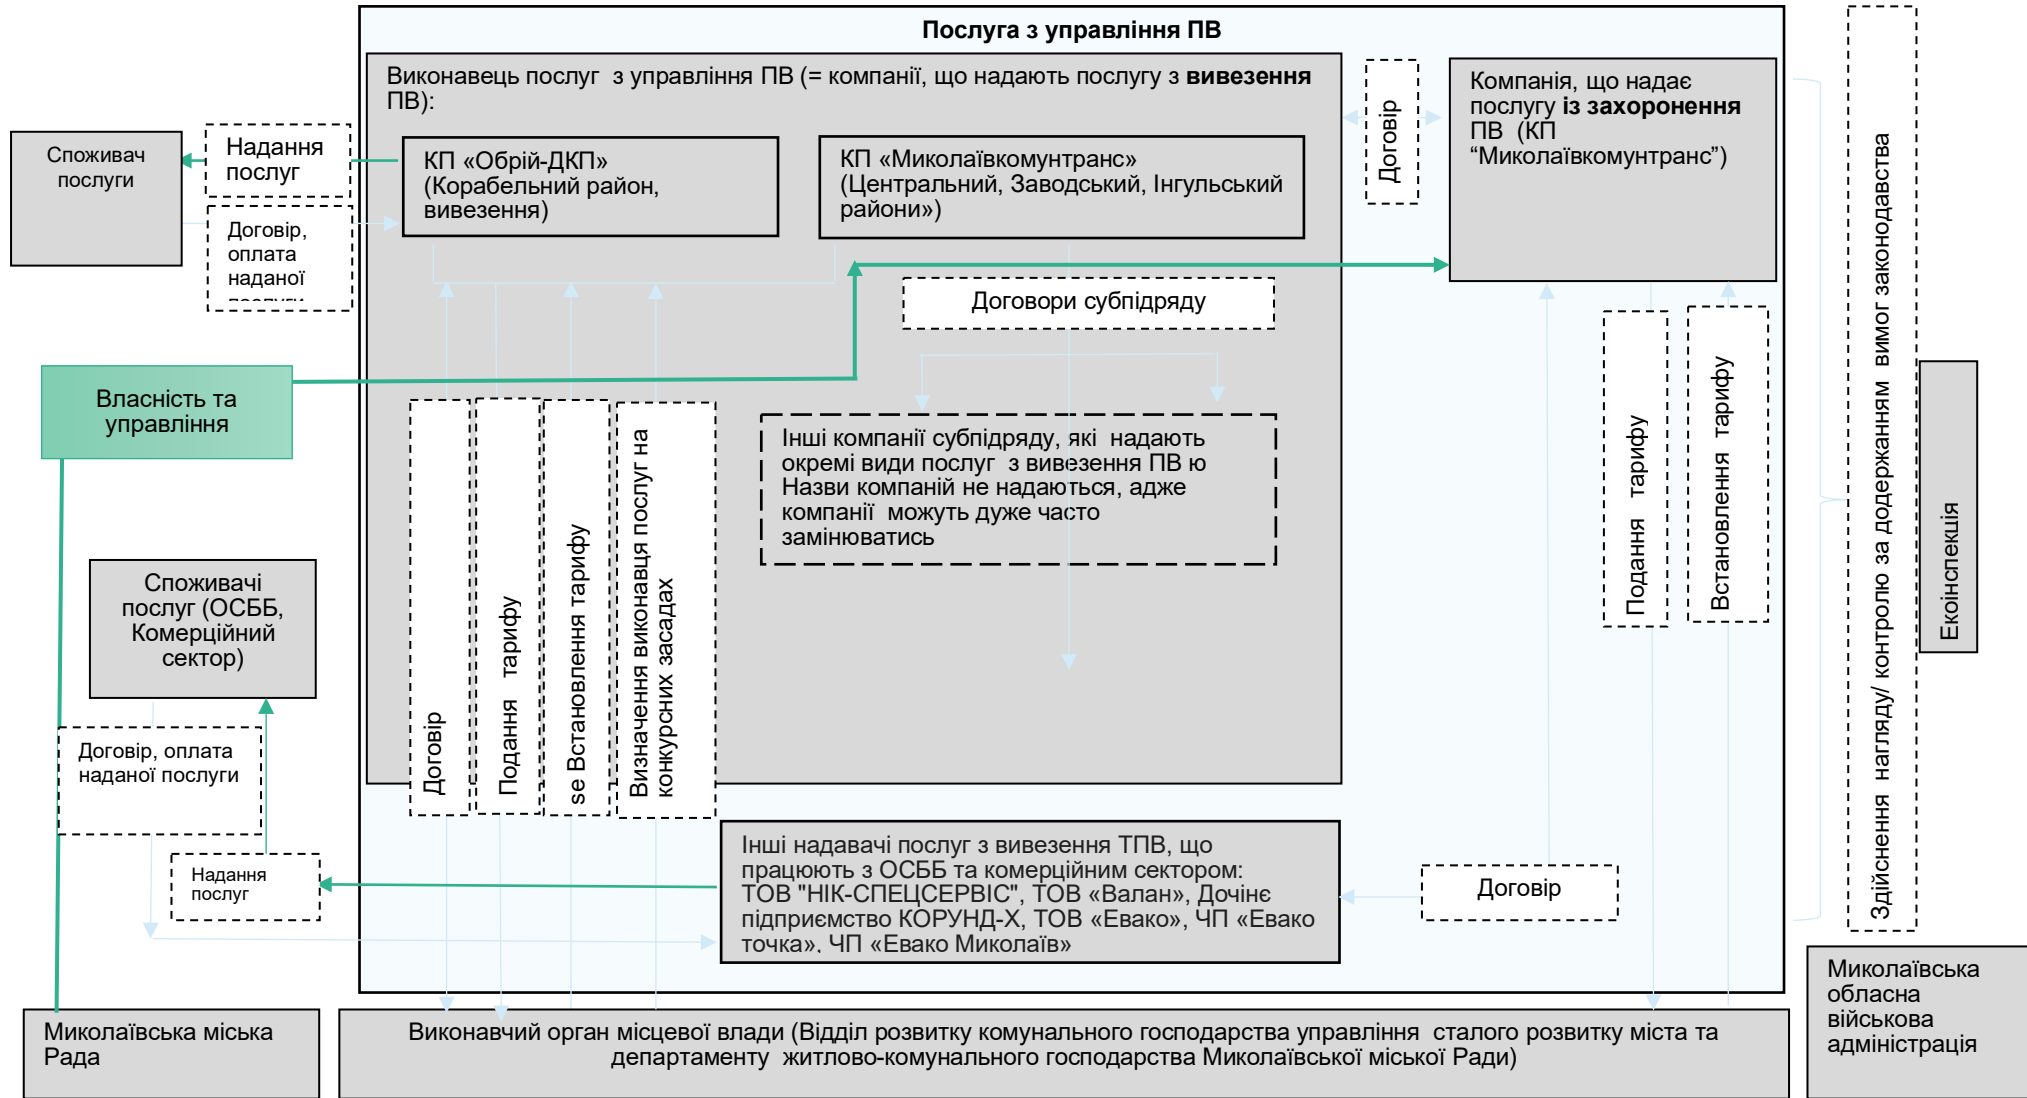 Послуга з управління ПВ
Виконавець послуг з управління ПВ (= компанії, що надають послугу з вивезення
ПВ):
Договір
Компанія, що надає
послугу із захоронення
ПВ (КП
“Миколаївкомунтранс”)
Споживач
послуги
Надання
послуг
КП «Обрій-ДКП»
(Корабельний район,
вивезення)
КП «Миколаївкомунтранс»
(Центральний, Заводський, Інгульський
райони»)
Договір,
оплата
наданої
послуги
Договори субпідряду
Власність та
управління
Інші компанії субпідряду, які надають
окремі види послуг з вивезення ПВ ю
Назви компаній не надаються, адже
компанії можуть дуже часто
замінюватись
Договір
Подання тарифу
se Встановлення тарифу
Визначення виконавця послуг на
конкурсних засадах
Подання тарифу
Встановлення тарифу
Здійснення нагляду/ контролю за додержанням вимог законодавства
Екоінспекція
Споживачі
послуг (ОСББ,
Комерційний
сектор)
Договір, оплата
наданої послуги
Надання
послуг
Інші надавачі послуг з вивезення ТПВ, що
працюють з ОСББ та комерційним сектором:
ТОВ "НІК-СПЕЦСЕРВІС", ТОВ «Валан», Дочінє
підприємство КОРУНД-Х, ТОВ «Евако», ЧП «Евако
точка», ЧП «Евако Миколаїв»
Договір
Миколаївська міська
Рада
Виконавчий орган місцевої влади (Відділ розвитку комунального господарства управління сталого розвитку міста та
департаменту житлово-комунального господарства Миколаївської міської Ради)
Миколаївська
обласна
військова
адміністрація